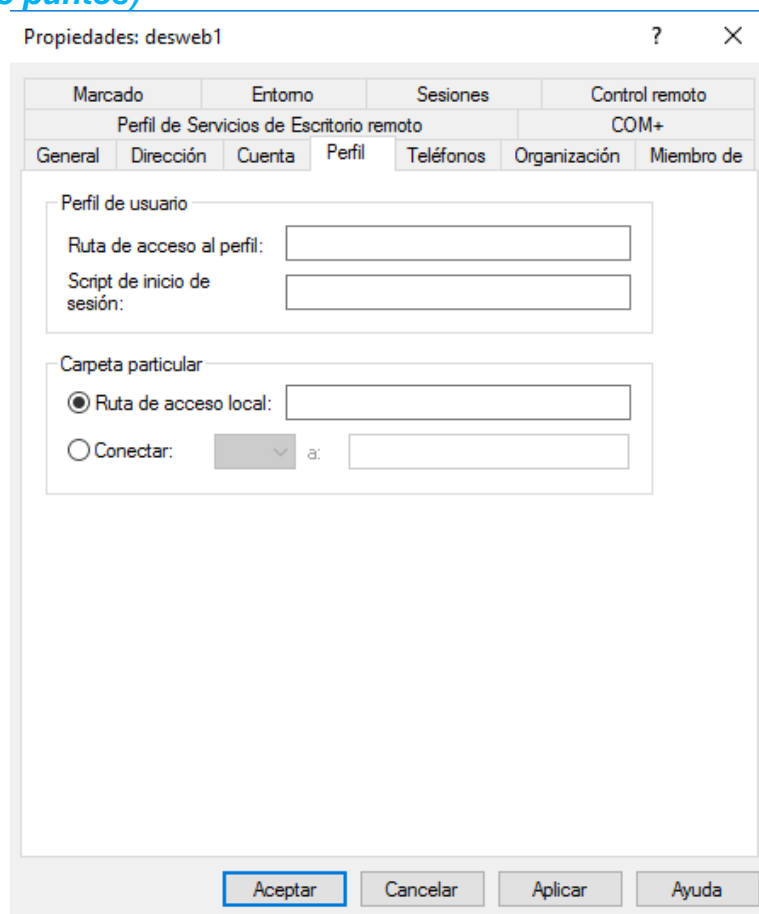 puntos)
Propiedades: desweb1 ? X
Marcado Entorno Sesiones Control remoto
Perfil de Servicios de Escritorio remoto COM+
General Dirección Cuenta Perfil Teléfonos Organización Miembro de
Perfil de usuario
Ruta de acceso al perfil:
Script de inicio de
sesión:
Carpeta particular
Ruta de acceso local:
Conectar: a:
Aceptar Cancelar Aplicar Ayuda